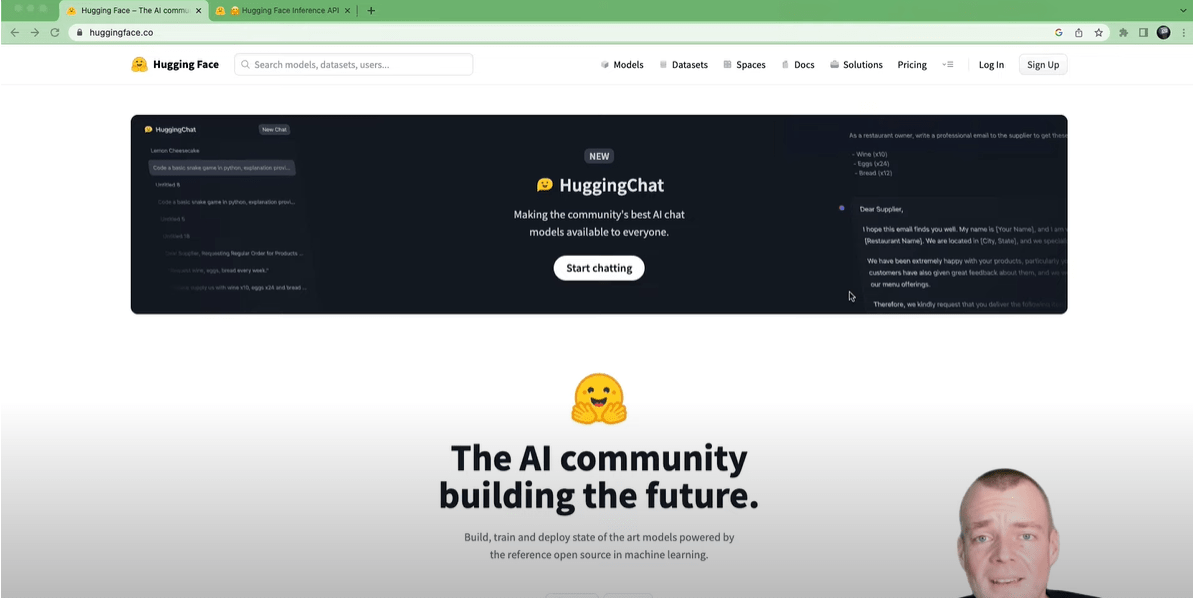 Hugging Face – The AI commu
Hugging Face Inference API
huggingface.co
Hugging Face
Search models, datasets, users...
Models
Datasets
Spaces
Docs
Solutions
Pricing
Log In
Sign Up
HuggingChat
New Chat
Lemon Cheesecake
Code a basic snake game in python, explanation provi...
Untitled 6
Code a basic snake game in python, explanation provi...
Untitled 5
Untitled 18
Dear Supplier, Requesting Regular Order for Products ...
wine, eggs, bread every week?"
supply us with wine x10, eggs x24 and bread ...
NEW
HuggingChat
Making the community's best AI chat
models available to everyone.
Start chatting
As a restaurant owner, write a professional email to the supplier to get these
- Wine (x10)
- Eggs (x24)
- Bread (x12)
Dear Supplier,
I hope this email finds you well. My name is [Your Name], and I am
[Restaurant Name]. We are located in [City, State], and we
We have been extremely happy with your products, particularly
customers have also given great feedback about them, and we
our menu offerings.
Therefore, we kindly request that you deliver the following
The AI community
building the future.
Build, train and deploy state of the art models powered by
the reference open source in machine learning.